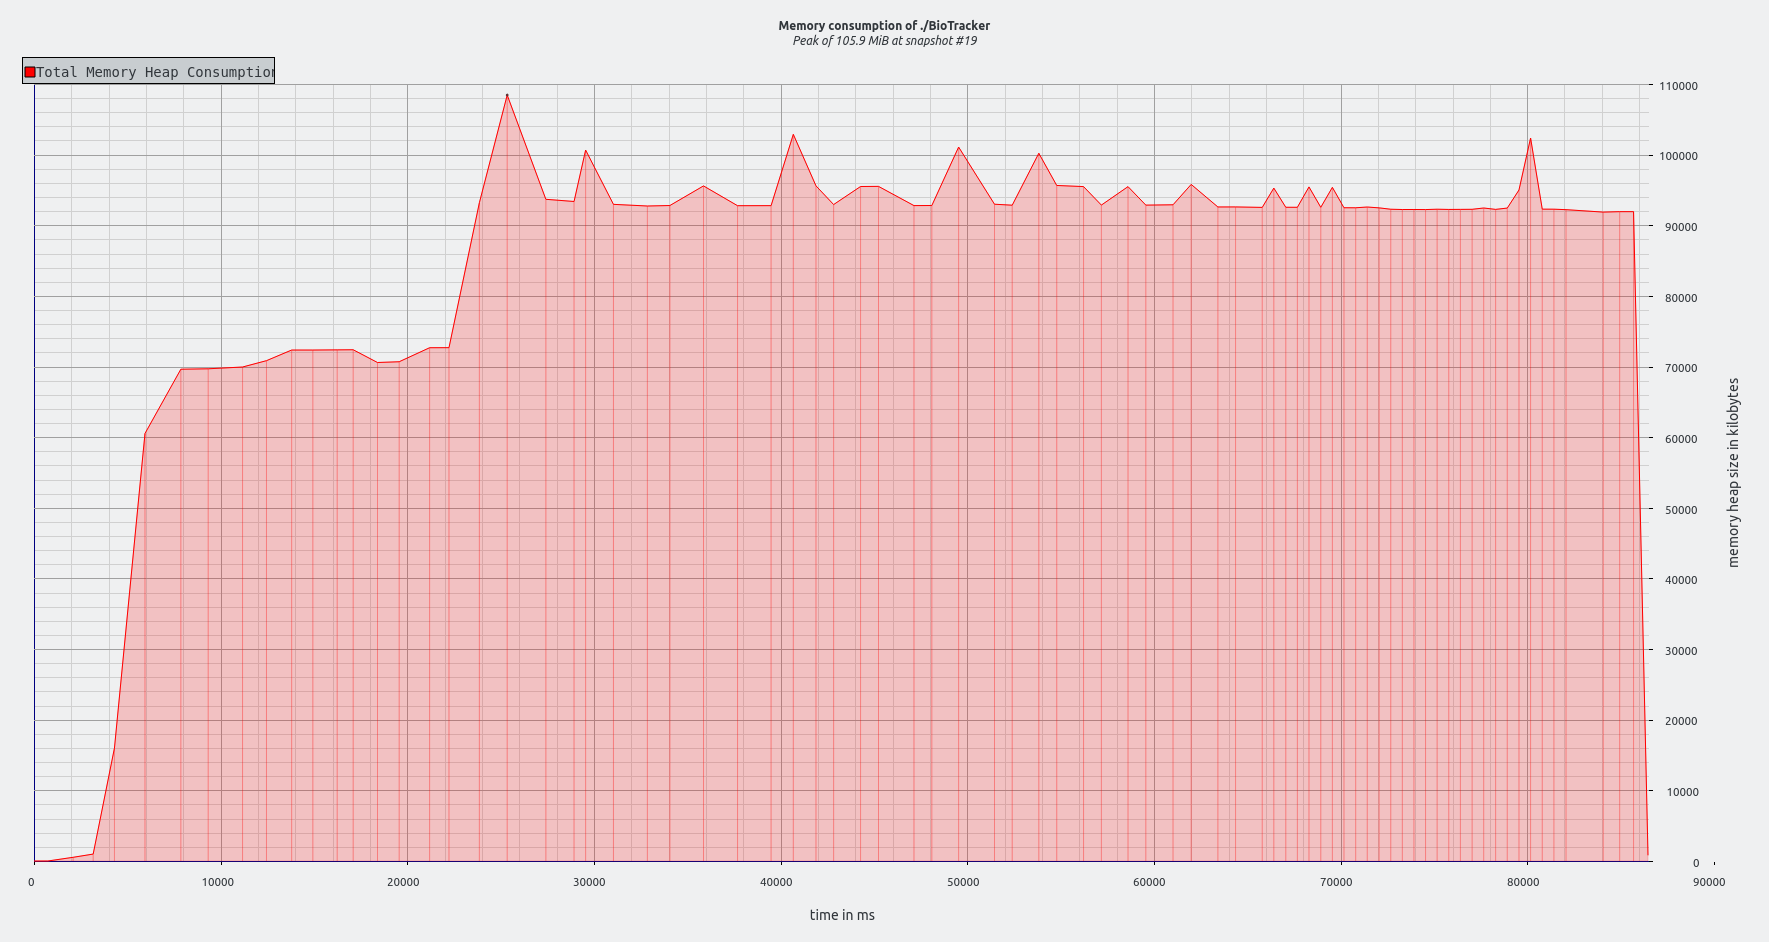 Memory consumption of ./BioTracker
Peak of 105.9 MiB at snapshot #19
Total Memory Heap Consumption
110000
100000
90000
80000
70000
60000
50000
40000
30000
20000
10000
0
memory heap size in kilobytes
0 10000 20000 30000 40000 50000 60000 70000 80000 90000
time in ms